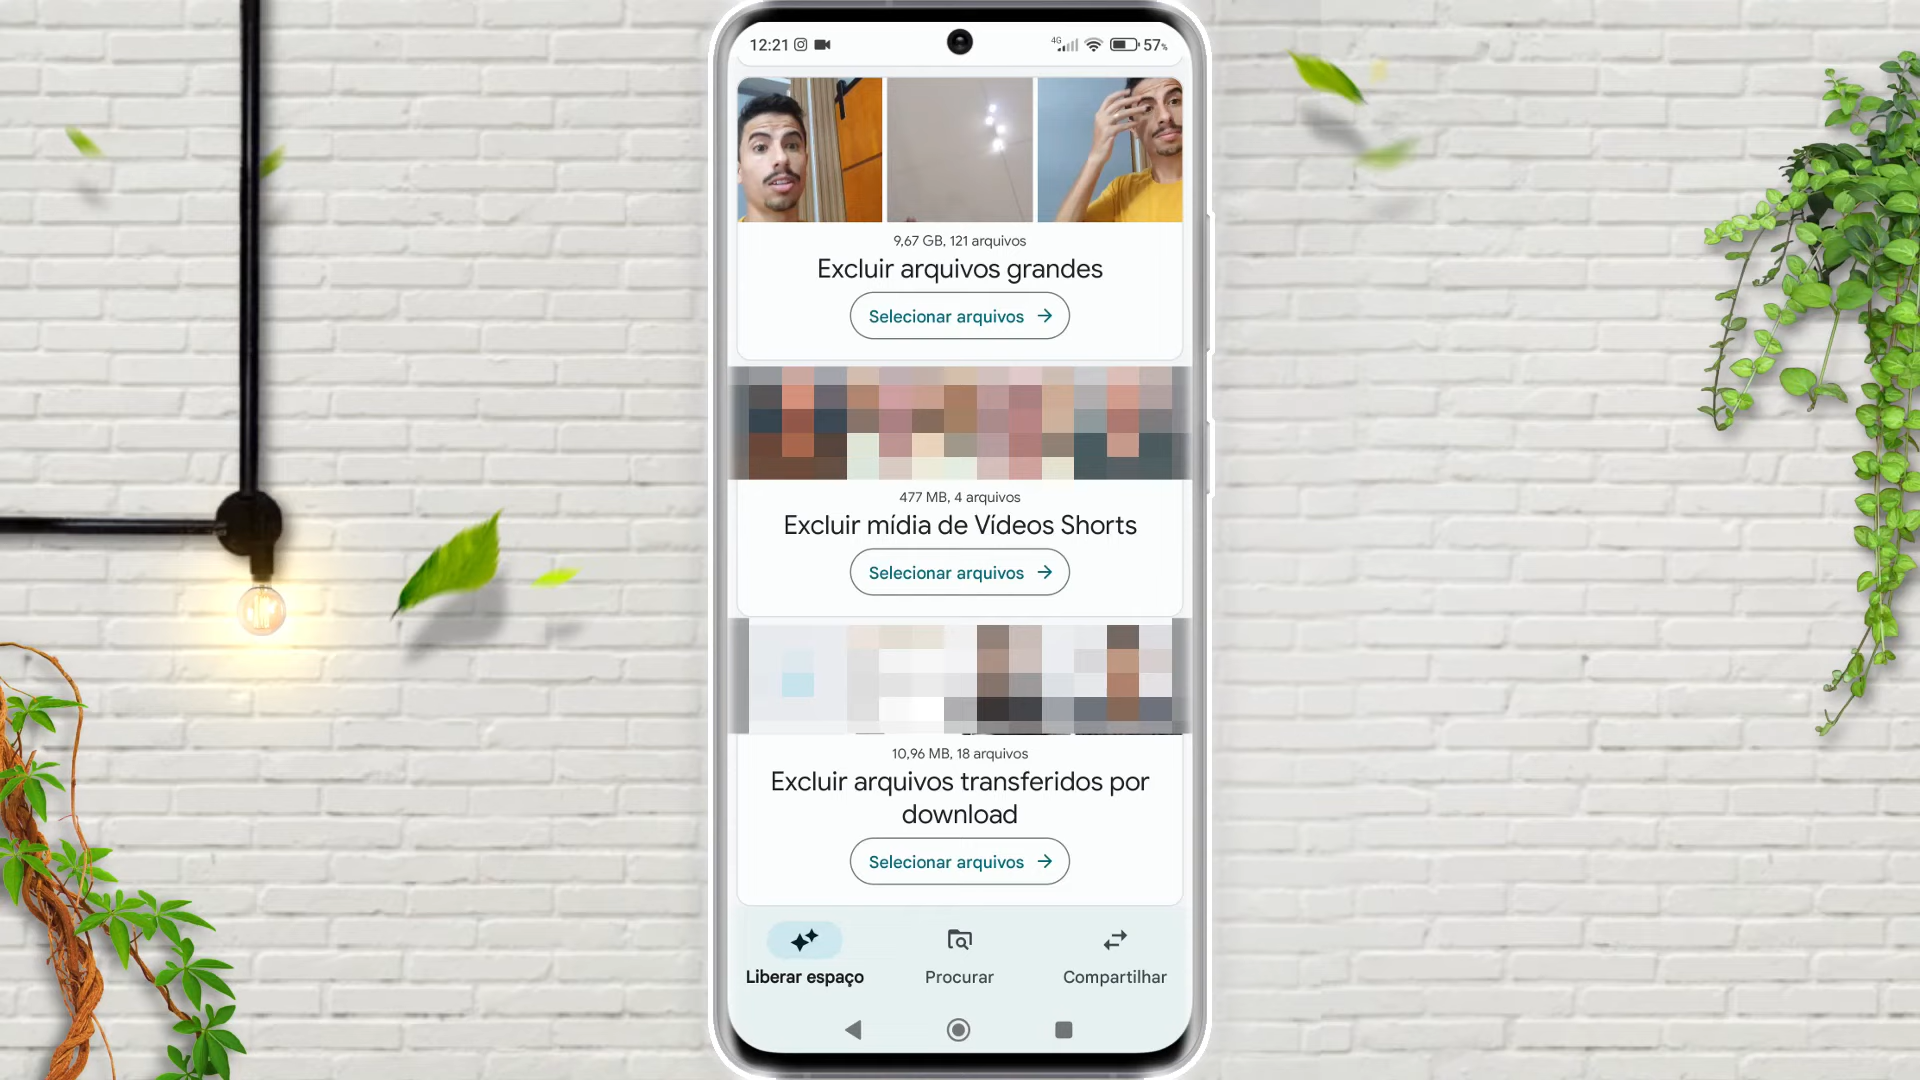 12:21 4G 57%
9,67 GB, 121 arquivos
Excluir arquivos grandes
Selecionar arquivos →
477 MB, 4 arquivos
Excluir mídia de Vídeos Shorts
Selecionar arquivos →
10,96 MB, 18 arquivos
Excluir arquivos transferidos por
download
Selecionar arquivos →
Liberar espaço Procurar Compartilhar